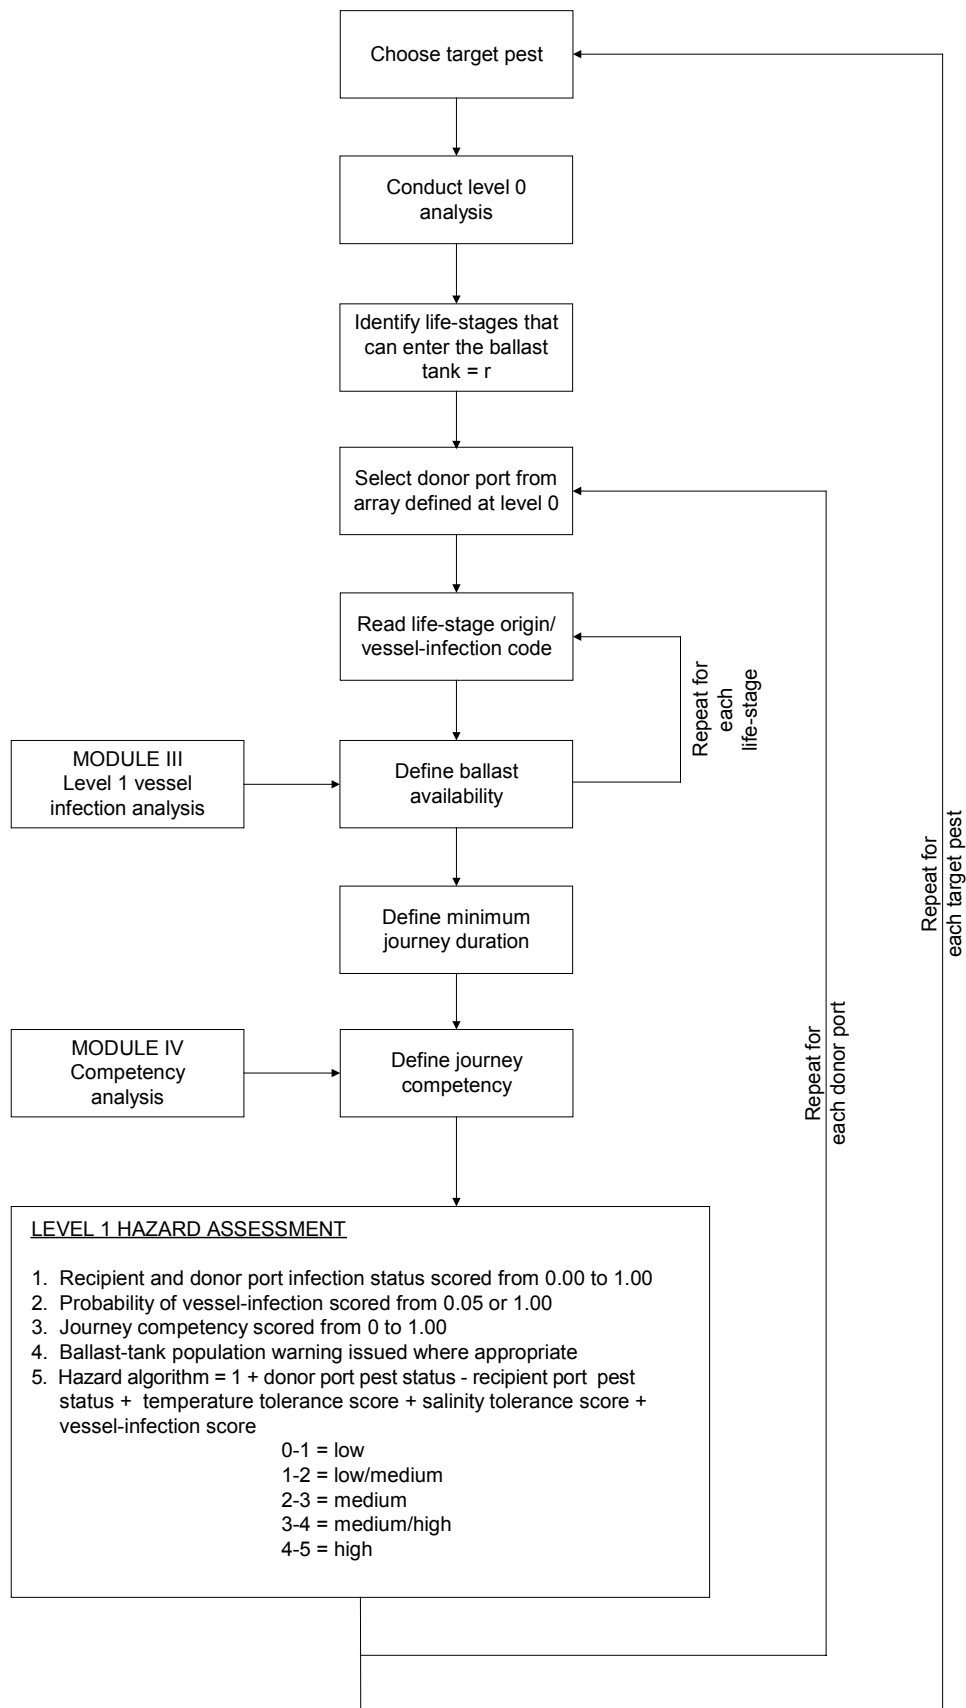 Choose target pest
Conduct level 0
analysis
Identify life-stages that
can enter the ballast
tank = r
Select donor port from
array defined at level 0
Read life-stage origin/
vessel-infection code
Repeat for
each
life-stage
MODULE III
Level 1 vessel
infection analysis
Define ballast
availability
Define minimum
journey duration
Repeat for
each target pest
MODULE IV
Competency
analysis
Define journey
competency
Repeat for
each donor port
LEVEL 1 HAZARD ASSESSMENT
1. Recipient and donor port infection status scored from 0.00 to 1.00
2. Probability of vessel-infection scored from 0.05 or 1.00
3. Journey competency scored from 0 to 1.00
4. Ballast-tank population warning issued where appropriate
5. Hazard algorithm = 1 + donor port pest status - recipient port pest
status + temperature tolerance score + salinity tolerance score +
vessel-infection score
0-1 = low
1-2 = low/medium
2-3 = medium
3-4 = medium/high
4-5 = high